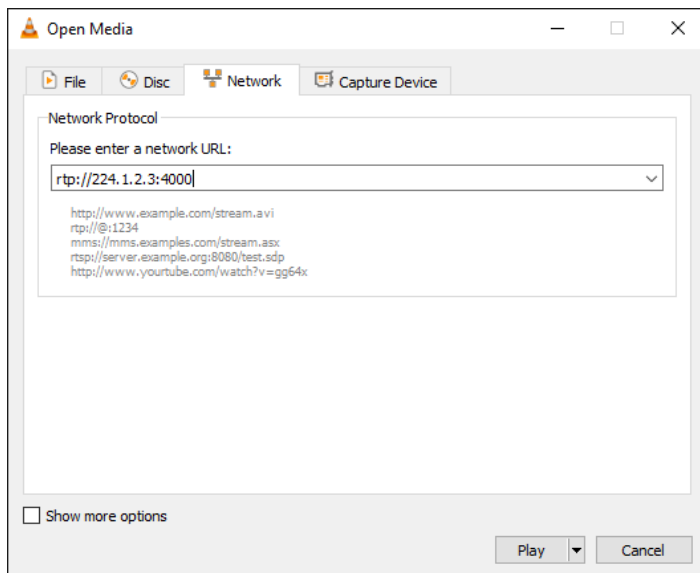 Open Media
File Disc Network Capture Device
Network Protocol
Please enter a network URL:
rtp://224.1.2.3:4000
http://www.example.com/stream.avi
rtp://@:1234
mms://mms.examples.com/stream.asx
rtsp://server.example.org:8080/test.sdp
http://www.yourtube.com/watch?v=gg64x
Show more options
Play Cancel